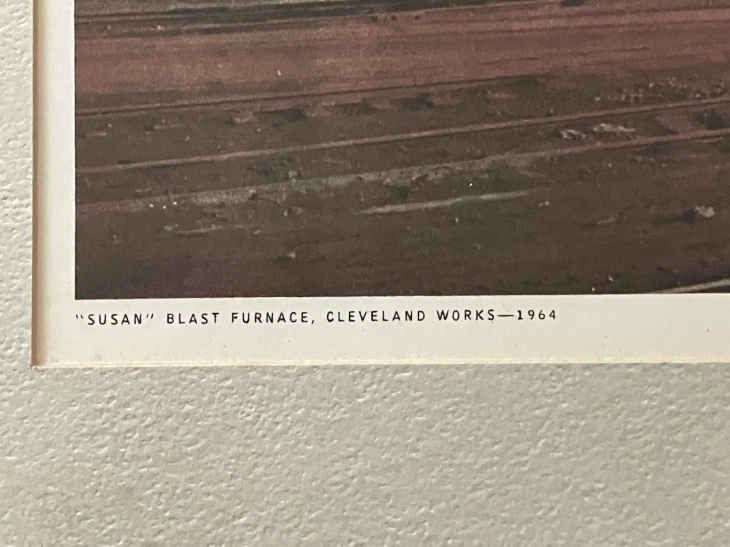 "SUSAN" BLAST FURNACE, CLEVELAND WORKS—1964